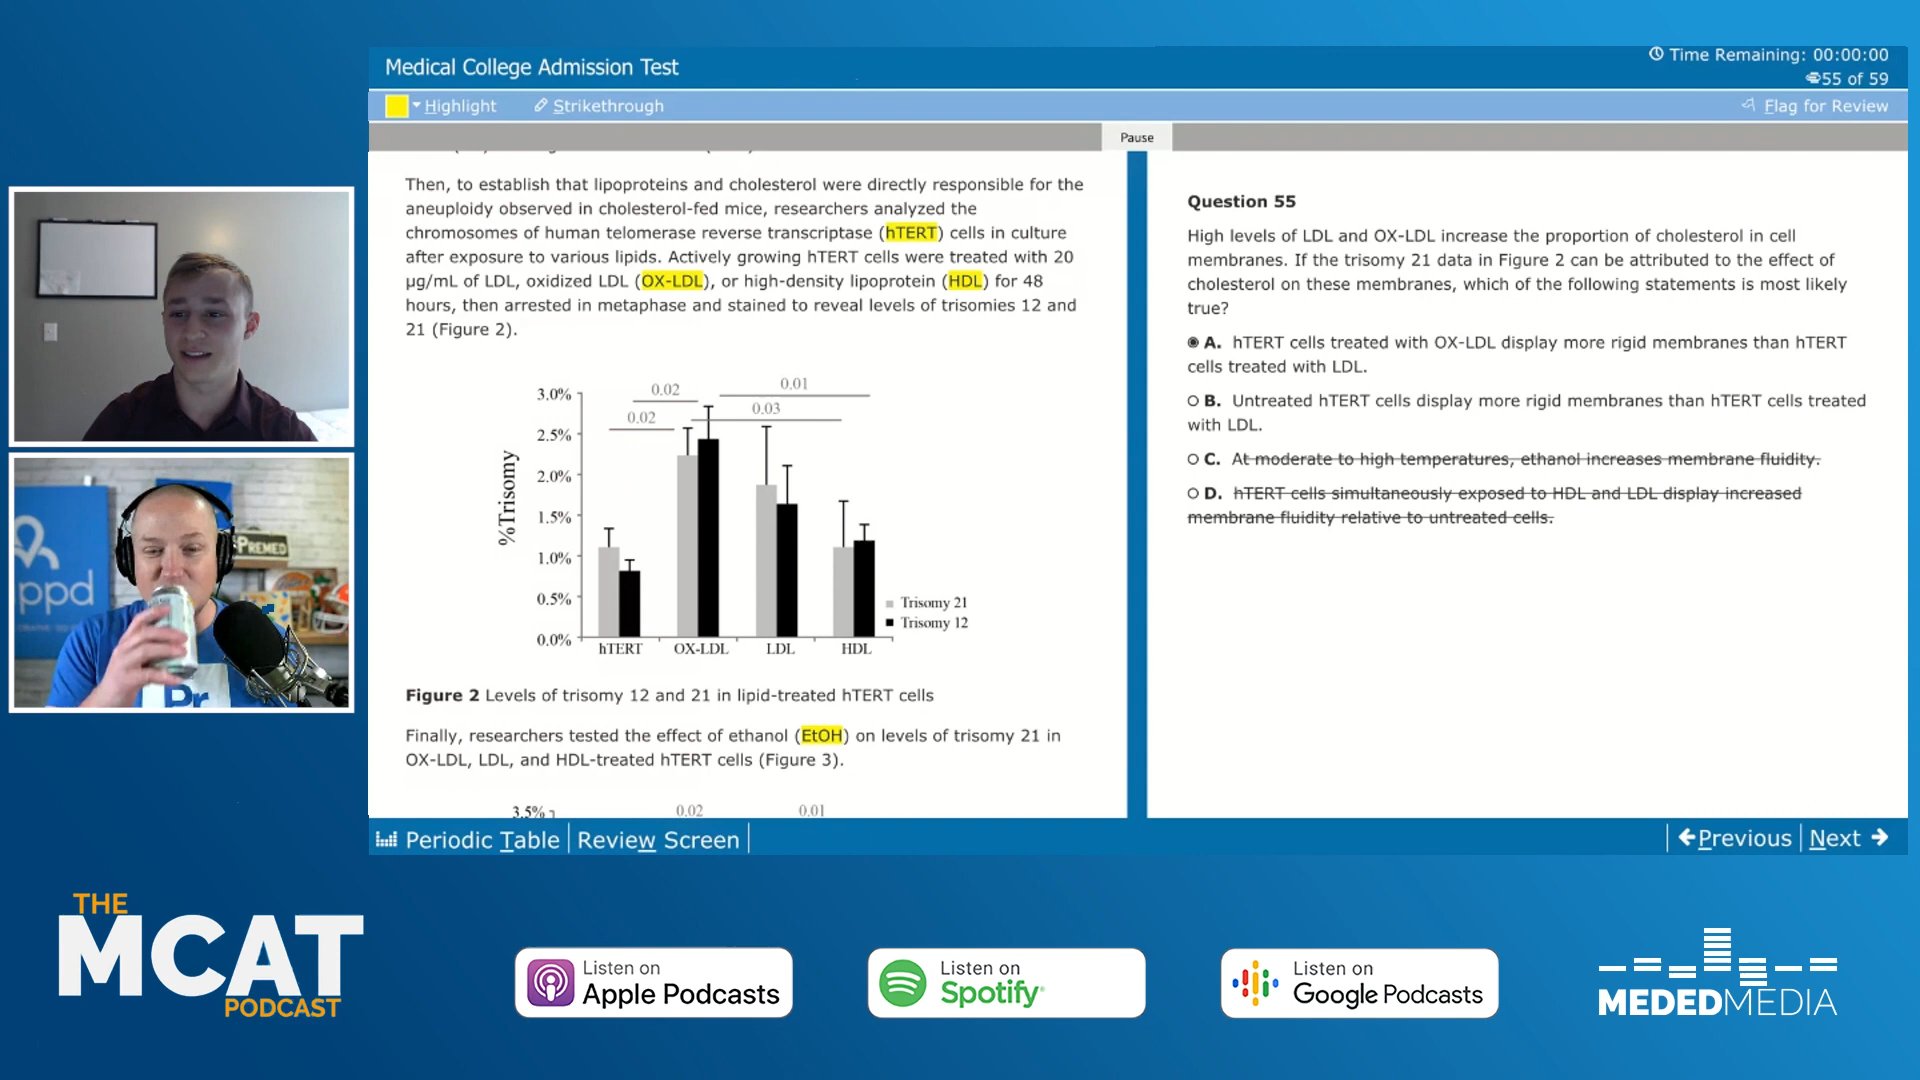 Medical College Admission Test
Time Remaining: 00:00:00
55 of 59
Highlight
Strikethrough
Flag for Review
Pause
Then, to establish that lipoproteins and cholesterol were directly responsible for the
aneuploidy observed in cholesterol-fed mice, researchers analyzed the
chromosomes of human telomerase reverse transcriptase (hTERT) cells in culture
after exposure to various lipids. Actively growing hTERT cells were treated with 20
µg/mL of LDL, oxidized LDL (OX-LDL), or high-density lipoprotein (HDL) for 48
hours, then arrested in metaphase and stained to reveal levels of trisomies 12 and
21 (Figure 2).
%Trisomy
3.0%
2.5%
2.0%
1.5%
1.0%
0.5%
0.0%
0.02
0.02
0.01
0.03
hTERT
OX-LDL
LDL
HDL
Trisomy 21
Trisomy 12
Figure 2 Levels of trisomy 12 and 21 in lipid-treated hTERT cells
Finally, researchers tested the effect of ethanol (EtOH) on levels of trisomy 21 in
OX-LDL, LDL, and HDL-treated hTERT cells (Figure 3).
3.5%
0.02
0.01
Question 55
High levels of LDL and OX-LDL increase the proportion of cholesterol in cell
membranes. If the trisomy 21 data in Figure 2 can be attributed to the effect of
cholesterol on these membranes, which of the following statements is most likely
true?
A. hTERT cells treated with OX-LDL display more rigid membranes than hTERT
cells treated with LDL.
B. Untreated hTERT cells display more rigid membranes than hTERT cells treated
with LDL.
C. At moderate to high temperatures, ethanol increases membrane fluidity.
D. hTERT cells simultaneously exposed to HDL and LDL display increased
membrane fluidity relative to untreated cells.
Periodic Table
Review Screen
Previous
Next
PREMED
ppd
Pr
THE
MCAT
PODCAST
Listen on
Apple Podcasts
Listen on
Spotify
Listen on
Google Podcasts
MEDEDMEDIA